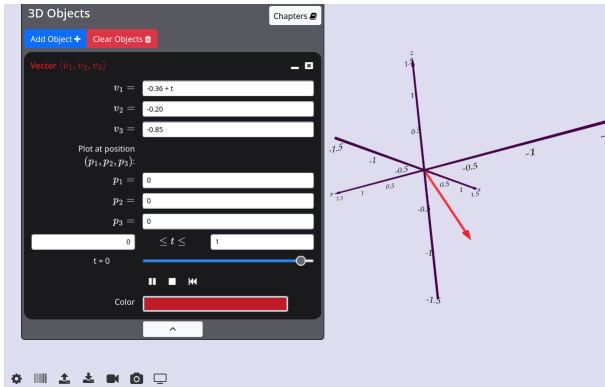 3D Objects
Chapters
Add Object +
Clear Objects
Vector ⟨v₁, v₂, v₃⟩
v₁ = -0.36 + t
v₂ = -0.20
v₃ = -0.85
Plot at position
(p₁, p₂, p₃):
p₁ = 0
p₂ = 0
p₃ = 0
0 ≤ t ≤ 1
t = 0
Color
z
1.5
1
0.5
-1.5
-1
-0.5
-0.5
-1
1.5
1
0.5
0.5
1
1.5
-0.5
-1
-1.5